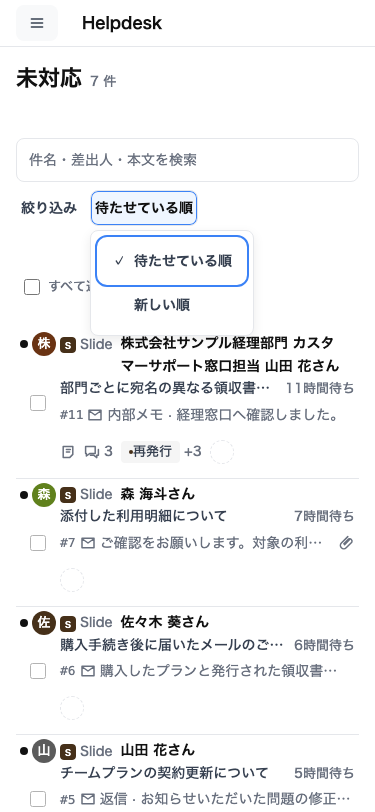 Helpdesk
未対応 7 件
件名・差出人・本文を検索
絞り込み 待たせている順
✓ 待たせている順
新しい順
すべて
株 s Slide 株式会社サンプル経理部門 カスタ
マーサポート窓口担当 山田 花さん
部門ごとに宛名の異なる領収書… 11時間待ち
#11 内部メモ · 経理窓口へ確認しました。
3 •再発行 +3
森 s Slide 森 海斗さん
添付した利用明細について 7時間待ち
#7 ご確認をお願いします。対象の利…
佐 s Slide 佐々木 葵さん
購入手続き後に届いたメールのご… 6時間待ち
#6 購入したプランと発行された領収書…
山 s Slide 山田 花さん
チームプランの契約更新について 5時間待ち
#5 返信 · お知らせいただいた問題の修正…